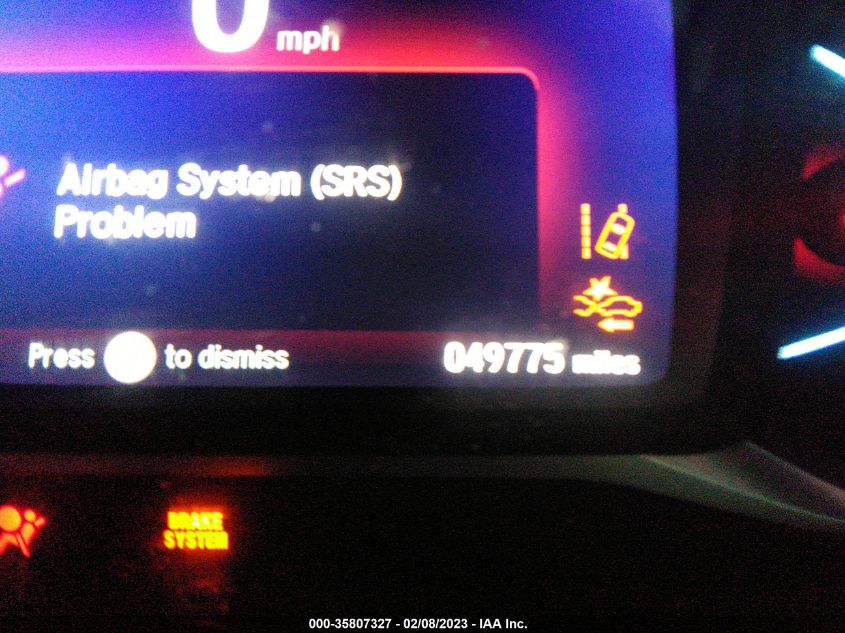 0 mph
Airbag System (SRS)
Problem
Press to dismiss
049775 miles
BRAKE
SYSTEM
000-35807327 - 02/08/2023 - IAA Inc.